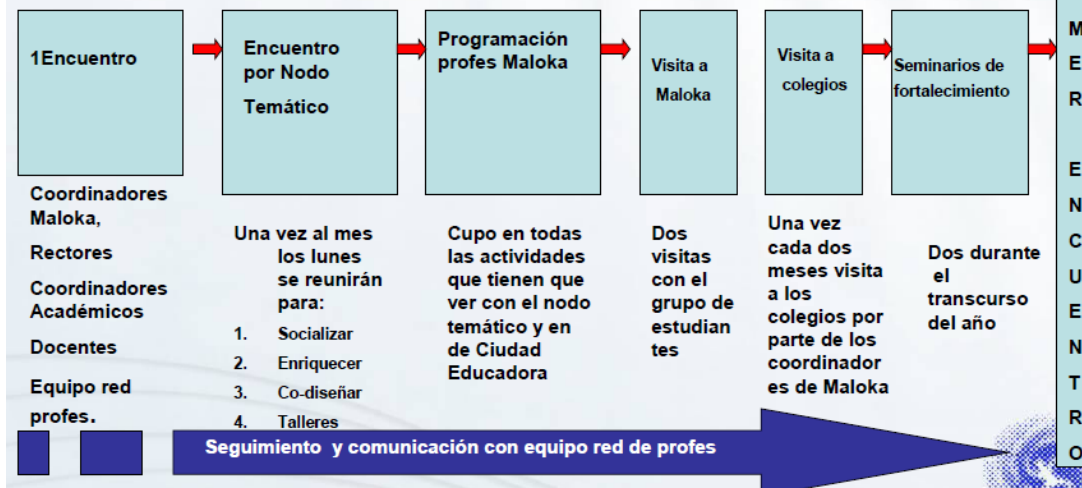 1Encuentro
Encuentro
por Nodo
Temático
Programación
profes Maloka
Visita a
Maloka
Visita a
colegios
Seminarios de
fortalecimiento
M
E
R
E
N
C
U
E
N
T
R
O
Coordinadores
Maloka,
Rectores
Coordinadores
Académicos
Docentes
Equipo red
profes.
Una vez al mes
los lunes
se reunirán
para:
1. Socializar
2. Enriquecer
3. Co-diseñar
4. Talleres
Cupo en todas
las actividades
que tienen que
ver con el nodo
temático y en
de Ciudad
Educadora
Dos
visitas
con el
grupo de
estudian
tes
Una vez
cada dos
meses visita
a los
colegios por
parte de los
coordinador
es de Maloka
Dos durante
el
transcurso
del año
Seguimiento y comunicación con equipo red de profes